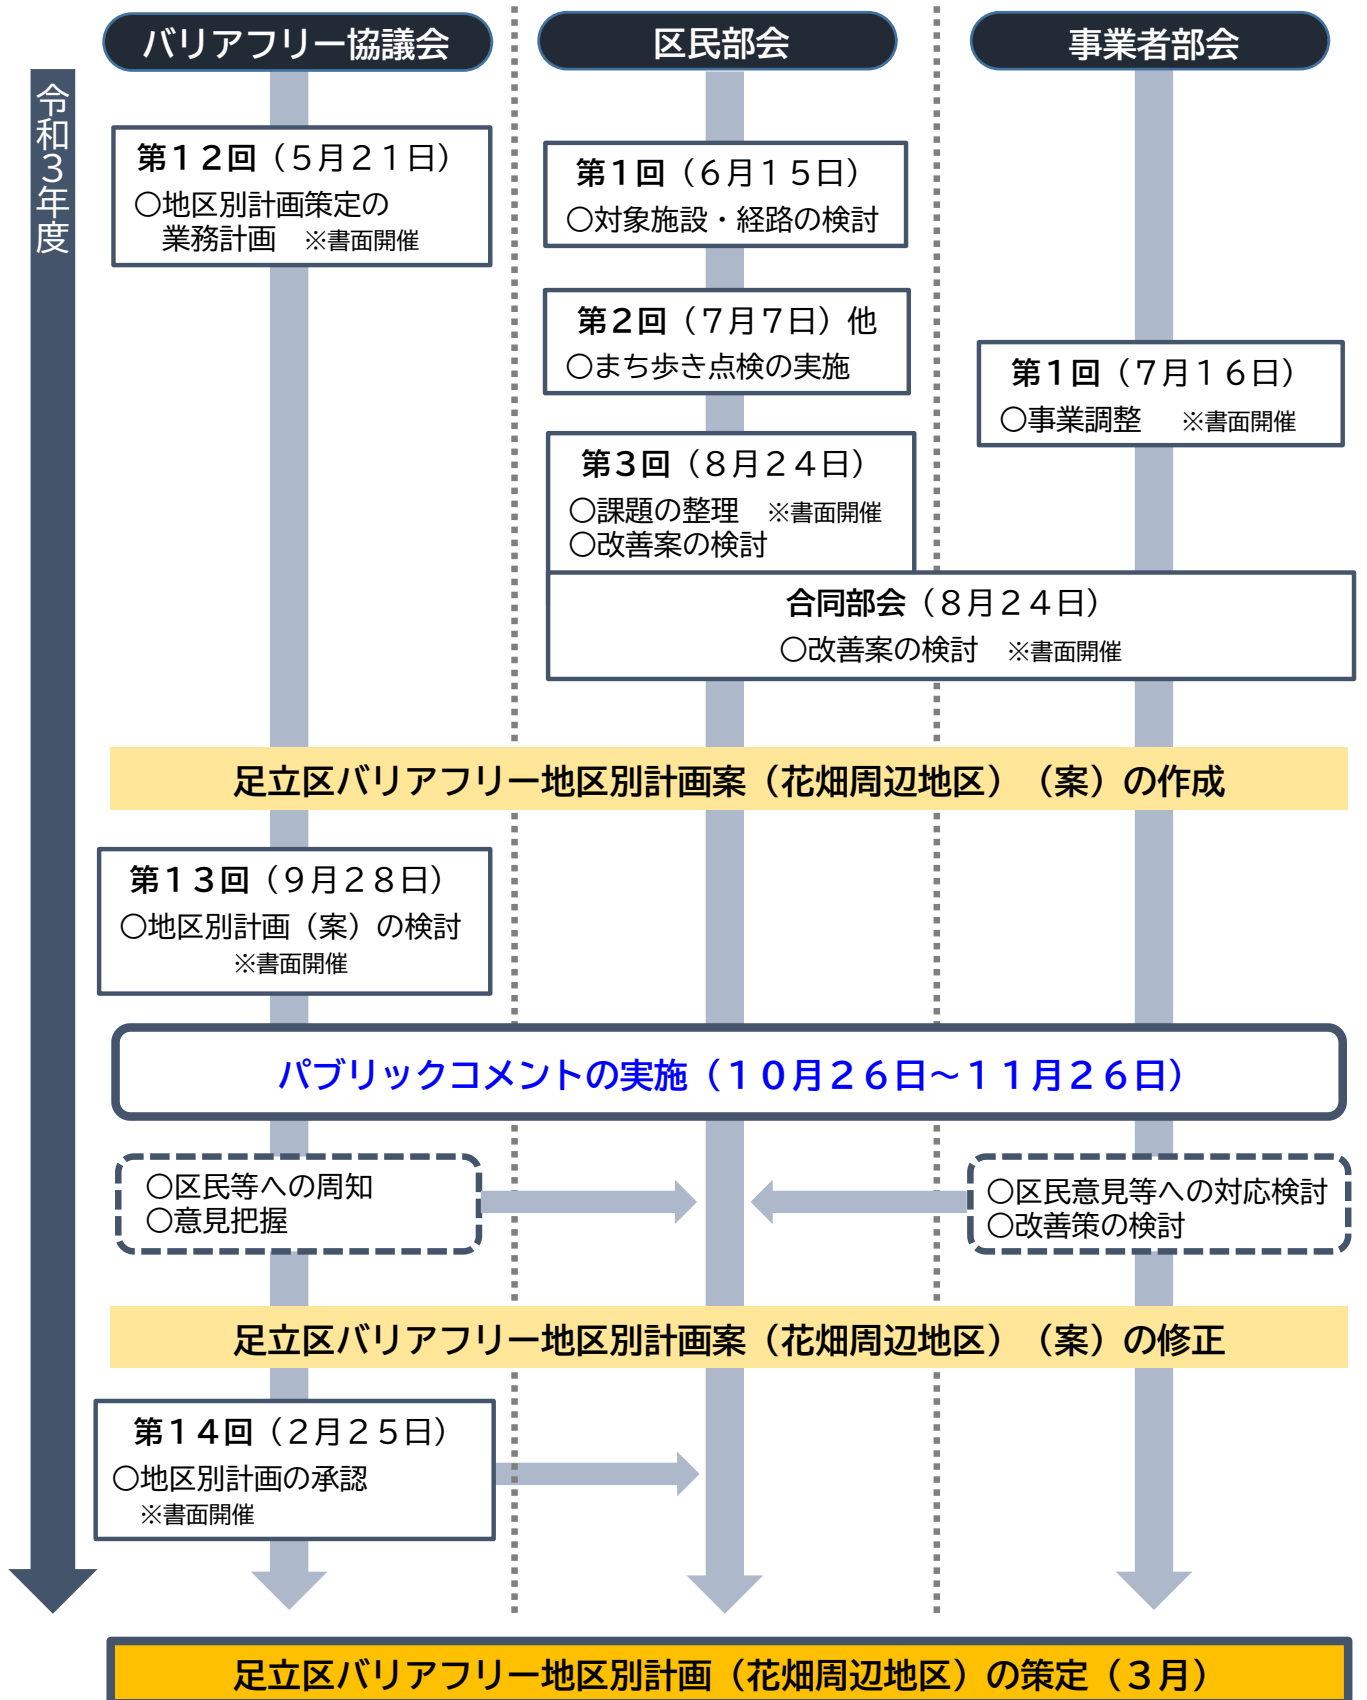 バリアフリー協議会
区民部会
事業者部会
令和３年度
第１２回（５月２１日）
○地区別計画策定の
業務計画　※書面開催
第１回（６月１５日）
○対象施設・経路の検討
第２回（７月７日）他
○まち歩き点検の実施
第１回（７月１６日）
○事業調整　※書面開催
第３回（８月２４日）
○課題の整理　※書面開催
○改善案の検討
合同部会（８月２４日）
○改善案の検討　※書面開催
足立区バリアフリー地区別計画案（花畑周辺地区）（案）の作成
第１３回（９月２８日）
○地区別計画（案）の検討
※書面開催
パブリックコメントの実施（１０月２６日～１１月２６日）
○区民等への周知
○意見把握
○区民意見等への対応検討
○改善策の検討
足立区バリアフリー地区別計画案（花畑周辺地区）（案）の修正
第１４回（２月２５日）
○地区別計画の承認
※書面開催
足立区バリアフリー地区別計画（花畑周辺地区）の策定（３月）